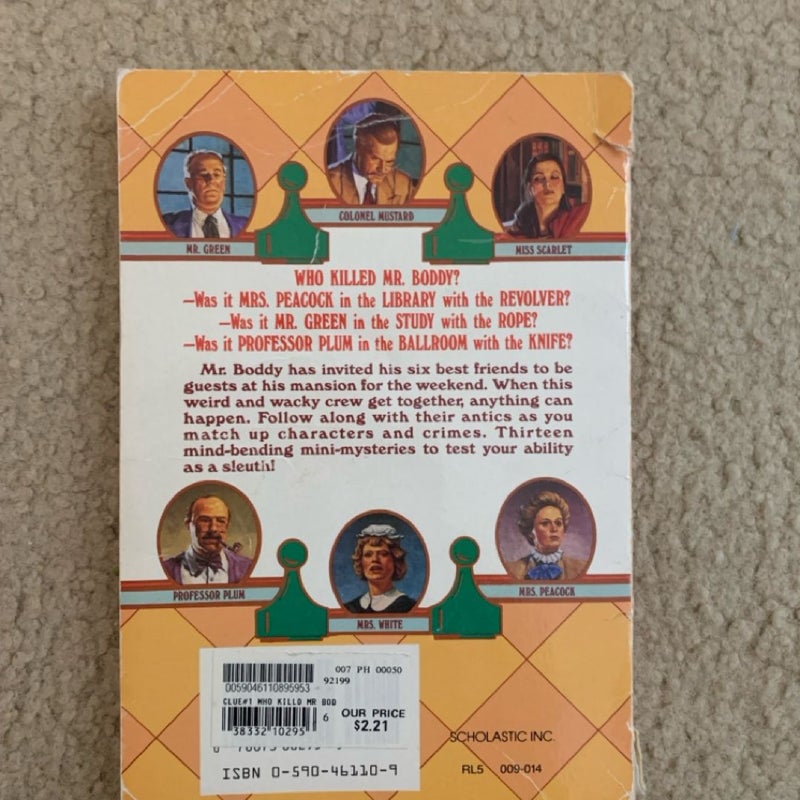 COLONEL MUSTARD
MR. GREEN
MISS SCARLET
WHO KILLED MR. BODDY?
—Was it MRS. PEACOCK in the LIBRARY with the REVOLVER?
—Was it MR. GREEN in the STUDY with the ROPE?
—Was it PROFESSOR PLUM in the BALLROOM with the KNIFE?
Mr. Boddy has invited his six best friends to be
guests at his mansion for the weekend. When this
weird and wacky crew get together, anything can
happen. Follow along with their antics as you
match up characters and crimes. Thirteen
mind-bending mini-mysteries to test your ability
as a sleuth!
PROFESSOR PLUM
MRS. PEACOCK
MRS. WHITE
007 PH 00050
0059046110895953 92199
CLUE#1 WHO KILLD MR BOD
6 OUR PRICE
38332 10295 $2.21
SCHOLASTIC INC.
ISBN 0-590-46110-9
RL5 009-014